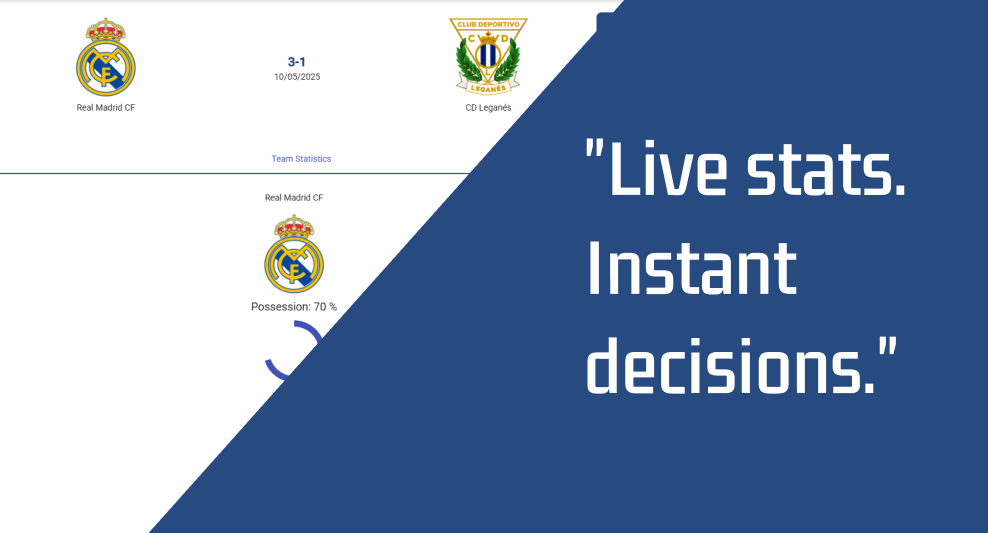 CLUB DEPORTIVO
C V D
L
LEGANÉS
3-1
10/05/2025
Real Madrid CF
CD Leganés
Team Statistics
Real Madrid CF
Possession: 70 %
"Live stats.
Instant
decisions."